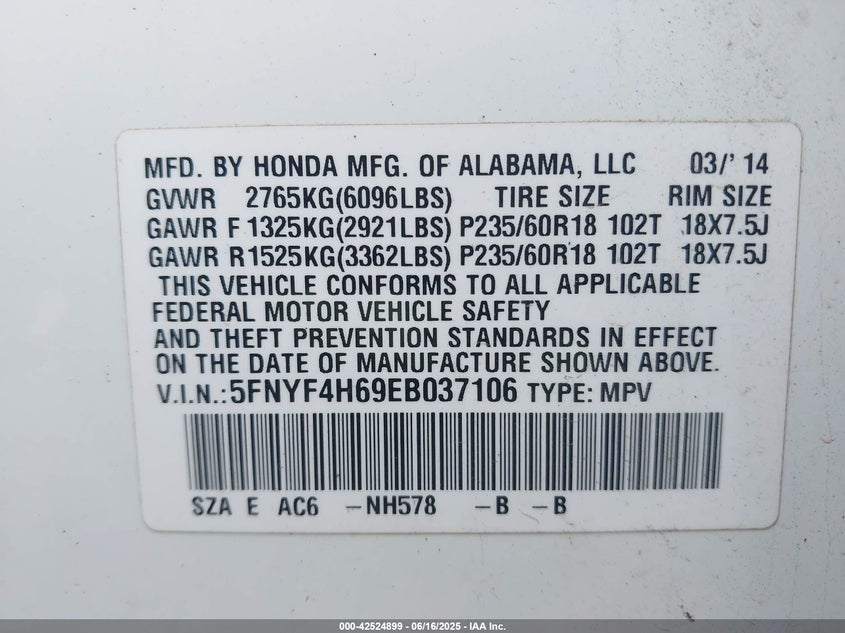 MFD. BY HONDA MFG. OF ALABAMA, LLC 03/' 14
GVWR 2765KG(6096LBS) TIRE SIZE RIM SIZE
GAWR F 1325KG(2921LBS) P235/60R18 102T 18X7.5J
GAWR R1525KG(3362LBS) P235/60R18 102T 18X7.5J
THIS VEHICLE CONFORMS TO ALL APPLICABLE
FEDERAL MOTOR VEHICLE SAFETY
AND THEFT PREVENTION STANDARDS IN EFFECT
ON THE DATE OF MANUFACTURE SHOWN ABOVE.
V.I.N.:5FNYF4H69EB037106 TYPE: MPV
SZA E AC6 –NH578 –B –B
000-42524899 - 06/16/2025 - IAA Inc.